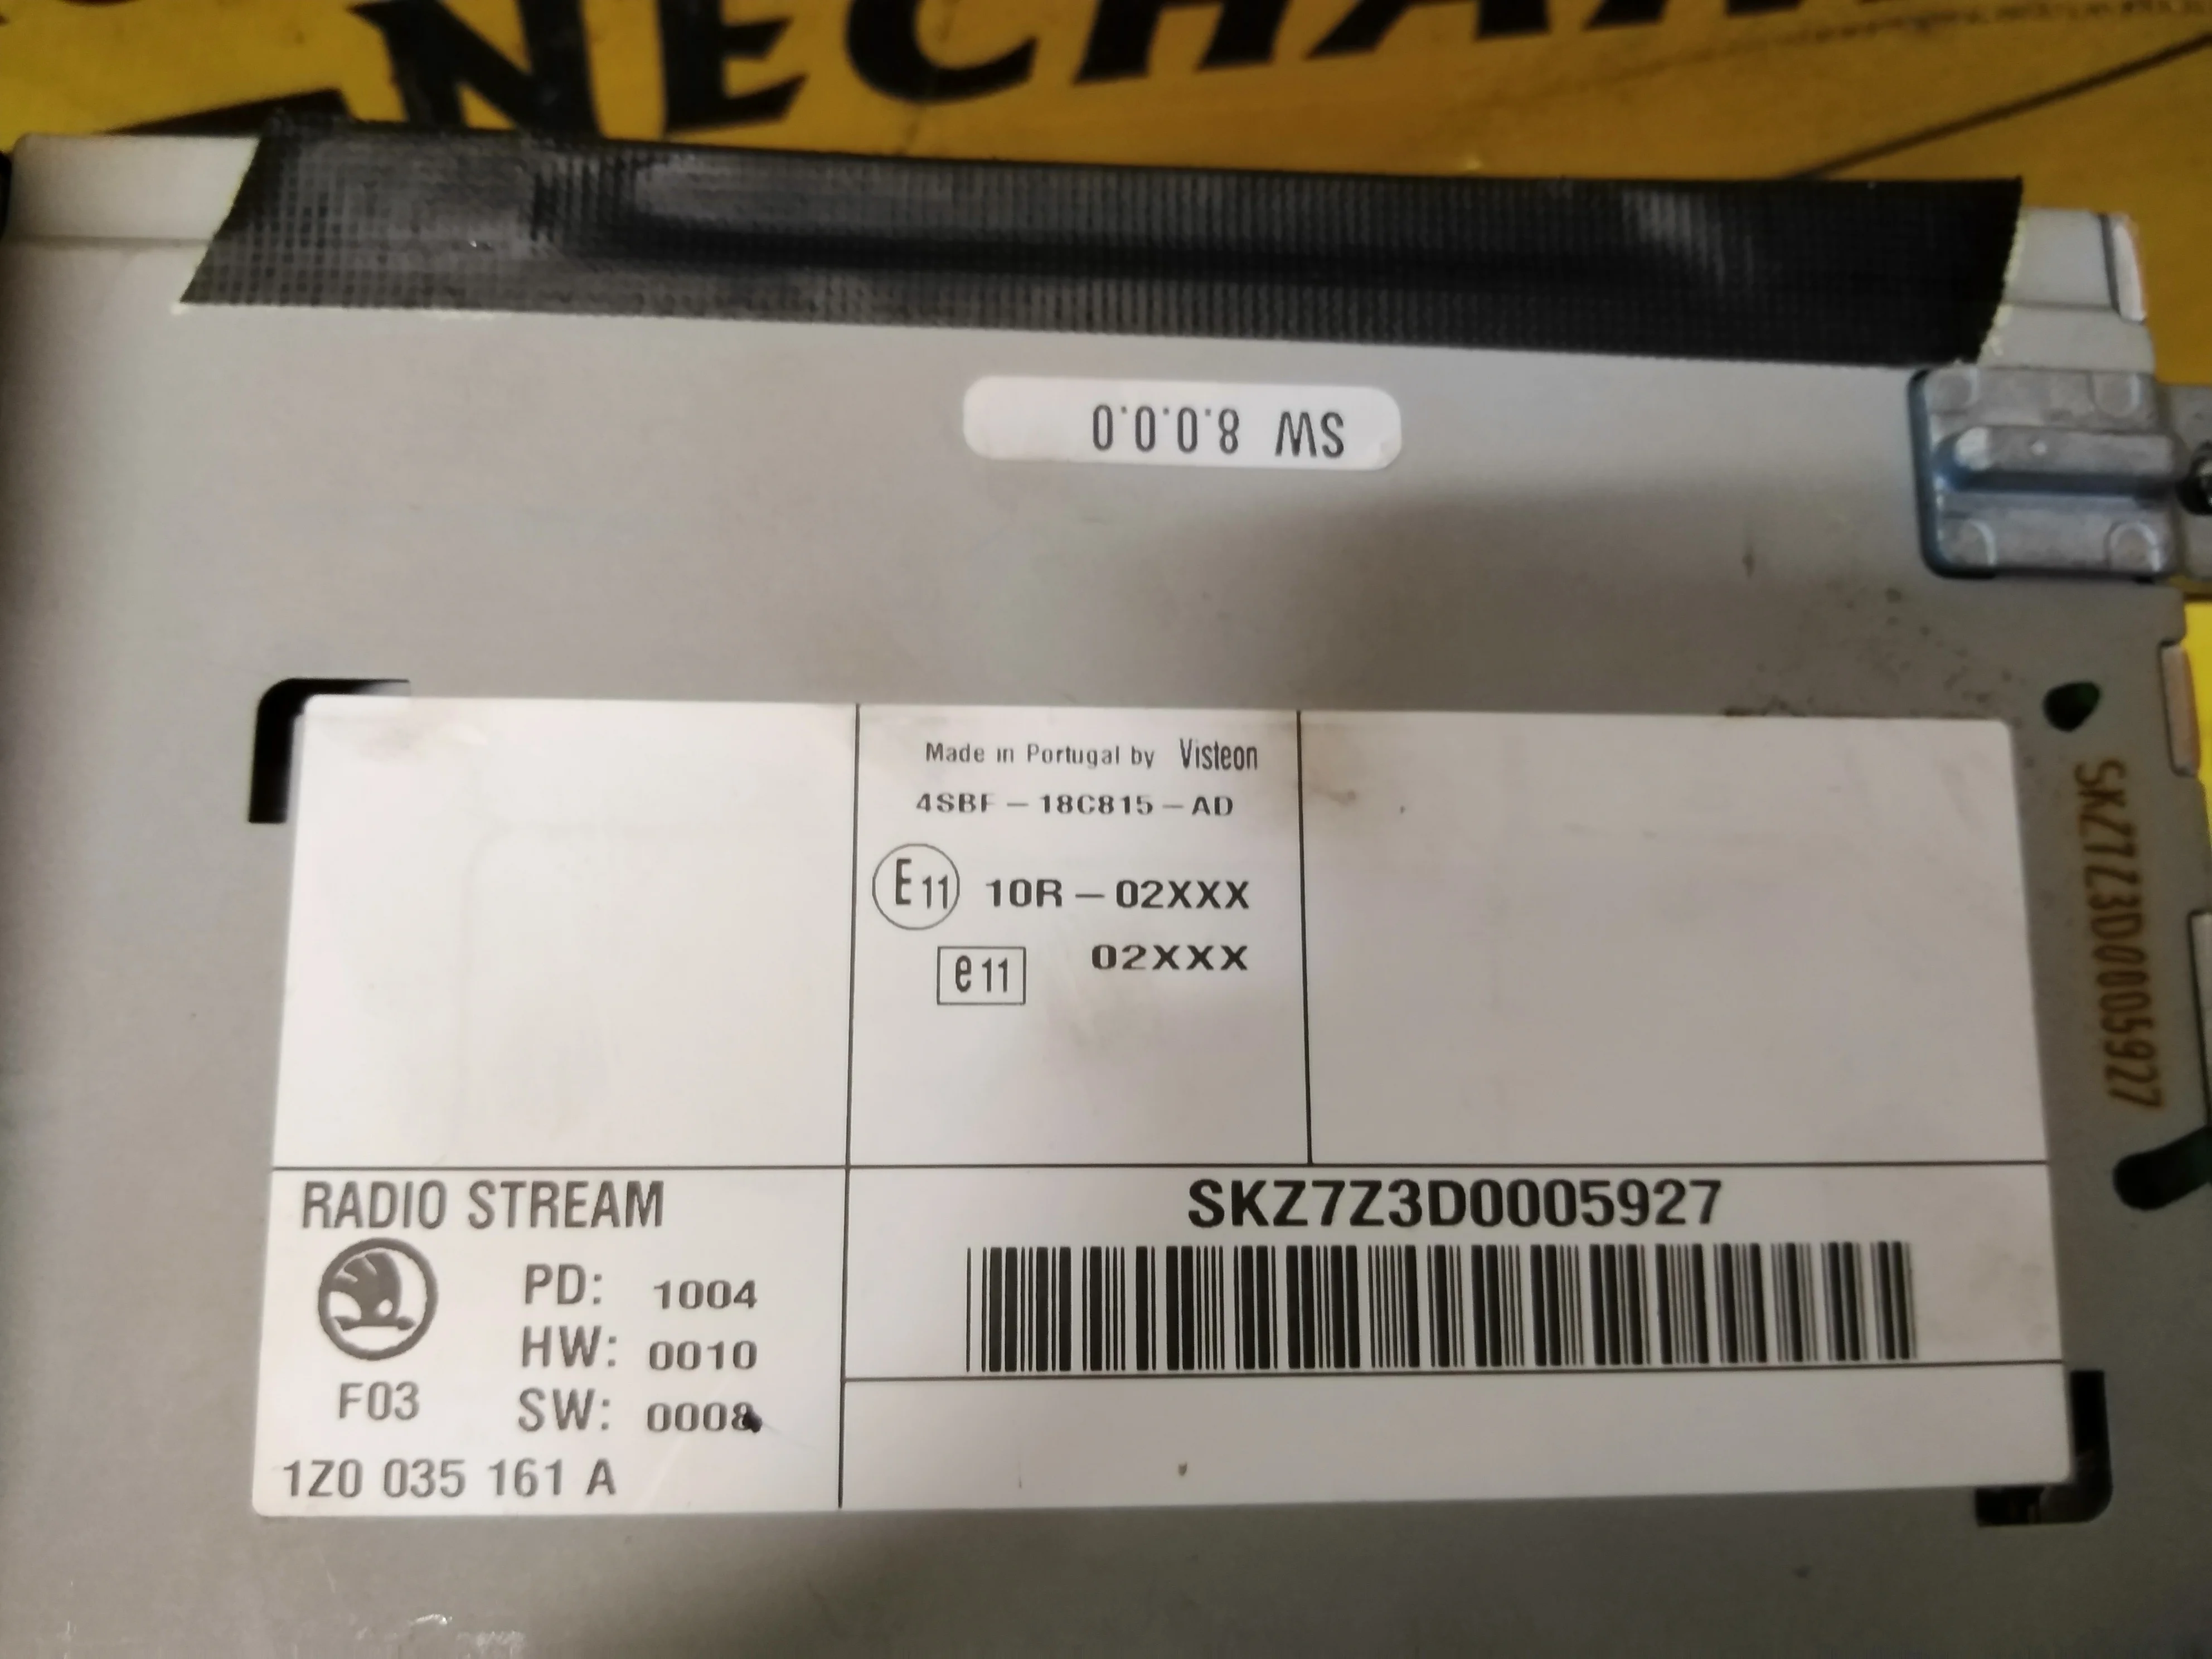 NECHA
SW 8.0.0.0
Made in Portugal by Visteon
4SBF - 18C815 - AD
E11 10R - 02XXX
e11 02XXX
SKZ7Z3D0005927
RADIO STREAM
SKZ7Z3D0005927
PD: 1004
HW: 0010
F03
SW: 0008
1Z0 035 161 A